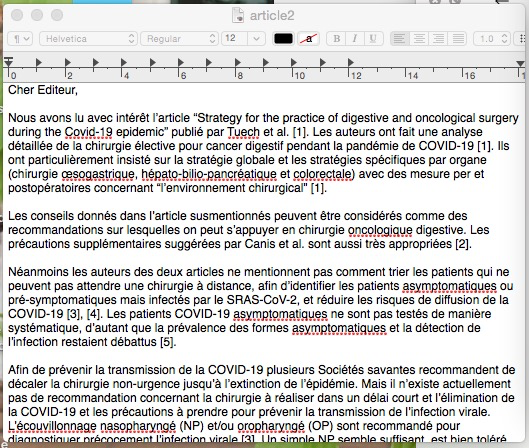 article2
¶ Helvetica Regular 12 a B I U 1.0
0 2 4 6 8 10 12 14 16 18
Cher Editeur,
Nous avons lu avec intérêt l'article “Strategy for the practice of digestive and oncological surgery
during the Covid-19 epidemic” publié par Tuech et al. [1]. Les auteurs ont fait une analyse
détaillée de la chirurgie élective pour cancer digestif pendant la pandémie de COVID-19 [1]. Ils
ont particulièrement insisté sur la stratégie globale et les stratégies spécifiques par organe
(chirurgie œsogastrique, hépato-bilio-pancréatique et colorectale) avec des mesure per et
postopératoires concernant “l'environnement chirurgical” [1].
Les conseils donnés dans l'article susmentionnés peuvent être considérés comme des
recommandations sur lesquelles on peut s'appuyer en chirurgie oncologique digestive. Les
précautions supplémentaires suggérées par Canis et al. sont aussi très appropriées [2].
Néanmoins les auteurs des deux articles ne mentionnent pas comment trier les patients qui ne
peuvent pas attendre une chirurgie à distance, afin d'identifier les patients asymptomatiques ou
pré-symptomatiques mais infectés par le SRAS-CoV-2, et réduire les risques de diffusion de la
COVID-19 [3], [4]. Les patients COVID-19 asymptomatiques ne sont pas testés de manière
systématique, d'autant que la prévalence des formes asymptomatiques et la détection de
l'infection restaient débattus [5].
Afin de prévenir la transmission de la COVID-19 plusieurs Sociétés savantes recommandent de
décaler la chirurgie non-urgence jusqu'à l'extinction de l'épidémie. Mais il n'existe actuellement
pas de recommandation concernant la chirurgie à réaliser dans un délai court et l'élimination de
la COVID-19 et les précautions à prendre pour prévenir la transmission de l'infection virale.
L'écouvillonnage nasopharyngé (NP) et/ou oropharyngé (OP) sont recommandé pour
diagnostiquer précocement l'infection virale [3]. Un simple NP semble suffisant, est bien toléré